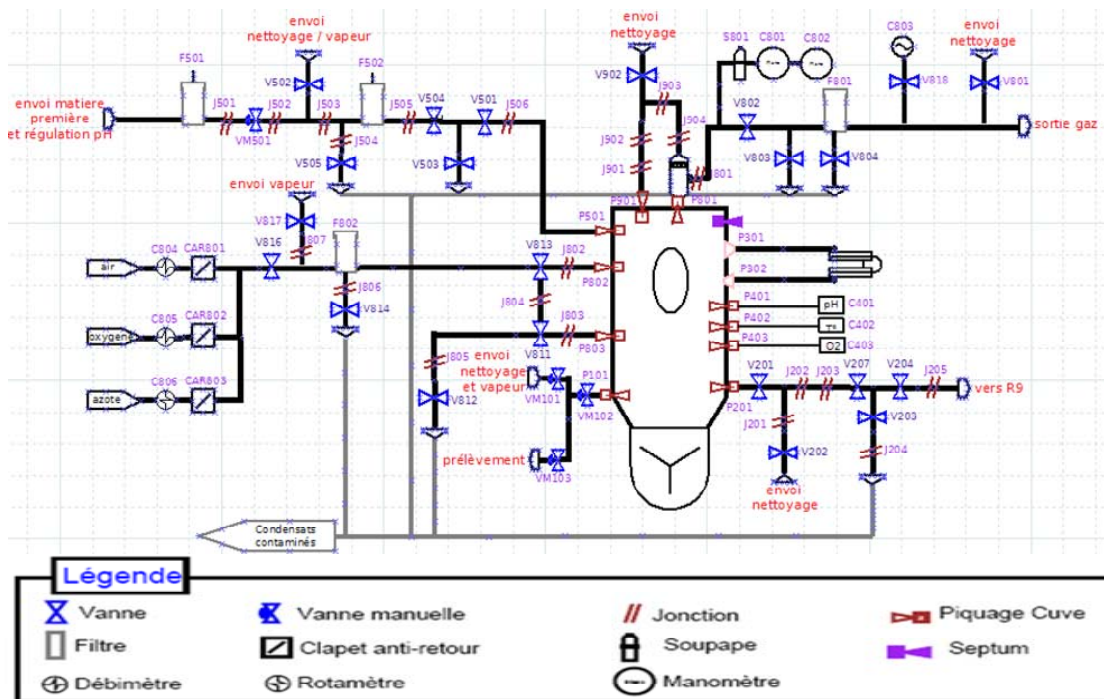 envoi
nettoyage / vapeur
envoi
nettoyage
S801 C801 C802
C803
envoi
nettoyage
F501
V502
F502
V902
J903
F801
V818
V801
envoi matiere
première
et régulation pH
J501
J502
J503
J505
V504
V501
J506
V802
sortie gaz
VM501
J504
J902
J904
V505
V503
J901
J801
V803
V804
envoi vapeur
P901
P801
V817
P501
J807
F802
V816
V813
J802
P301
C804
CAR801
air
P802
P302
J806
J804
P401
pH
C401
V814
P402
C402
C805
CAR802
oxygene
J803
P403
O2
C403
V811
P803
J805
envoi
nettoyage
et vapeur
P101
C806
CAR803
azote
V812
VM101
VM102
P201
V201
J202
J203
V207
V204
J205
vers R9
J201
V203
prélèvement
VM103
V202
J204
envoi
nettoyage
Condensats
contaminés
Légende
Vanne
Vanne manuelle
Jonction
Piquage Cuve
Filtre
Clapet anti-retour
Soupape
Septum
Débimètre
Rotamètre
Manomètre